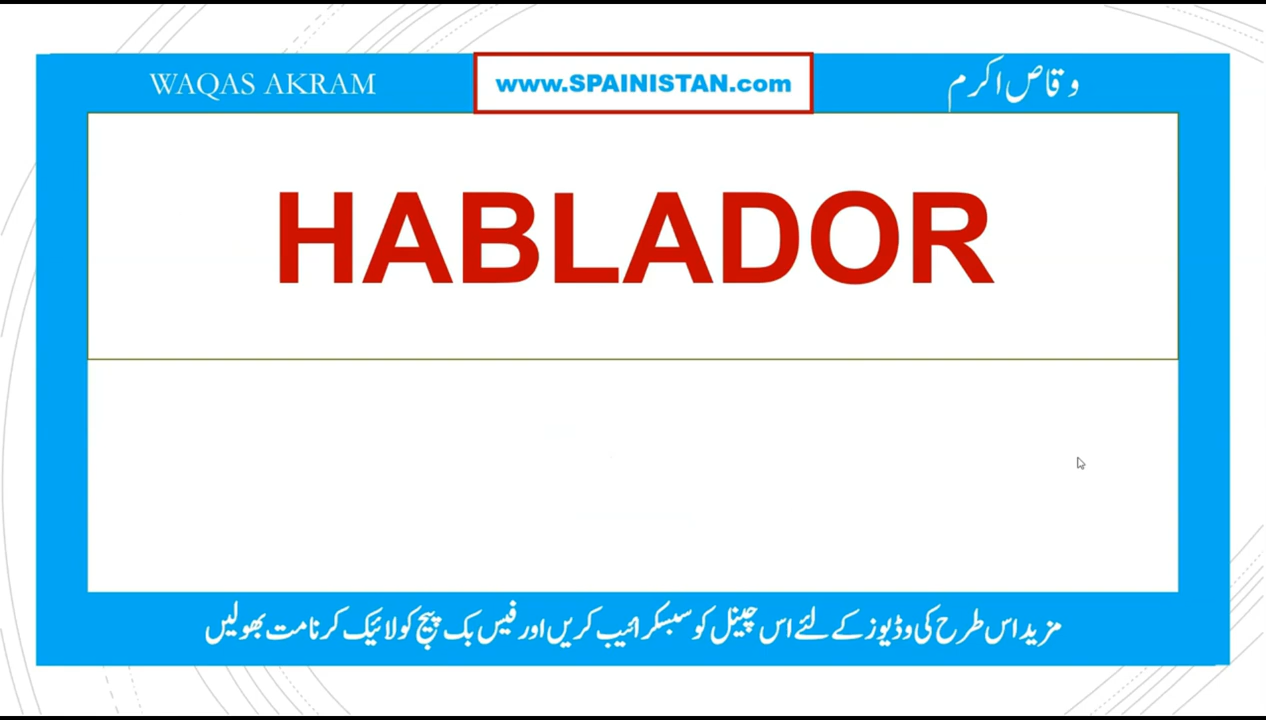 WAQAS AKRAM
www.SPAINISTAN.com
وقاص اکرم
HABLADOR
مزید اس طرح کی وڈیوز کے لئے اس چینل کو سبسکرائیب کریں اور فیس بک پیج کو لائیک کرنا مت بھولیں